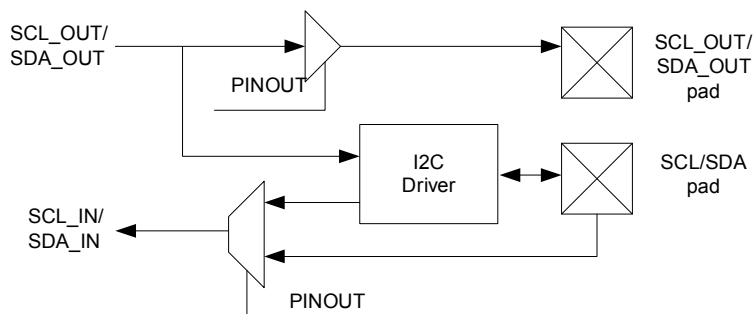 SCL_OUT/
SDA_OUT
SCL_OUT/
SDA_OUT
pad
PINOUT
I2C
Driver
SCL/SDA
pad
SCL_IN/
SDA_IN
PINOUT